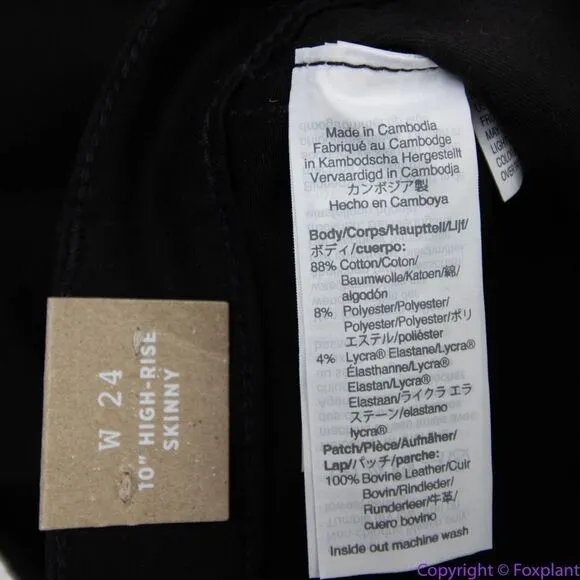 Made in Cambodia
Fabriqué au Cambodge
in Kambodscha Hergestellt
Vervaardigd in Cambodja
カンボジア製
Hecho en Camboya
Body/Corps/Hauptteil/Lijf/
ボディ/cuerpo:
88% Cotton/Coton/
Baumwolle/Katoen/綿/
algodón
8% Polyester/Polyester/
Polyester/Polyester/ポリ
エステル/poliéster
4% Lycra® Elastane/Lycra®
Élasthanne/Lycra®
Elastan/Lycra®
Elastaan/ライクラ エラ
ステーン/elastano
lycra®
Patch/Pièce/Aufnäher/
Lap/パッチ/parche:
100% Bovine Leather/Cuir
Bovin/Rindleder/
Runderleer/牛革/
cuero bovino
Inside out machine wash
W 24
10" HIGH-RISE
SKINNY
Copyright © Foxplant